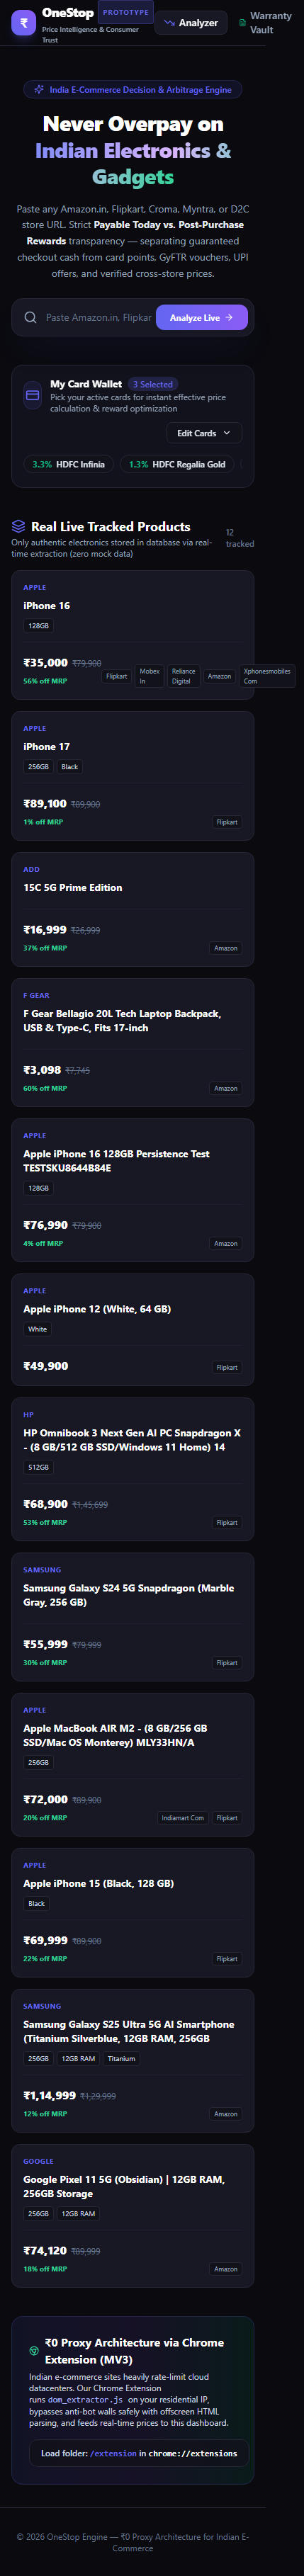 ₹
OneStop
PROTOTYPE
Price Intelligence & Consumer
Trust
Analyzer
Warranty
Vault
India E-Commerce Decision & Arbitrage Engine
Never Overpay on
Indian Electronics &
Gadgets
Paste any Amazon.in, Flipkart, Croma, Myntra, or D2C
store URL. Strict Payable Today vs. Post-Purchase
Rewards transparency — separating guaranteed
checkout cash from card points, GyFTR vouchers, UPI
offers, and verified cross-store prices.
Paste Amazon.in, Flipkar
Analyze Live →
My Card Wallet 3 Selected
Pick your active cards for instant effective price
calculation & reward optimization
Edit Cards
3.3% HDFC Infinia
1.3% HDFC Regalia Gold
Real Live Tracked Products
Only authentic electronics stored in database via real-
time extraction (zero mock data)
12
tracked
APPLE
iPhone 16
128GB
₹35,000 ₹79,900
56% off MRP
Flipkart
Mobex
In
Reliance
Digital
Amazon
Xphonesmobiles
Com
APPLE
iPhone 17
256GB Black
₹89,100 ₹89,900
1% off MRP
Flipkart
ADD
15C 5G Prime Edition
₹16,999 ₹26,999
37% off MRP
Amazon
F GEAR
F Gear Bellagio 20L Tech Laptop Backpack,
USB & Type-C, Fits 17-inch
₹3,098 ₹7,745
60% off MRP
Amazon
APPLE
Apple iPhone 16 128GB Persistence Test
TESTSKU8644B84E
128GB
₹76,990 ₹79,900
4% off MRP
Amazon
APPLE
Apple iPhone 12 (White, 64 GB)
White
₹49,900
Flipkart
HP
HP Omnibook 3 Next Gen AI PC Snapdragon X
- (8 GB/512 GB SSD/Windows 11 Home) 14
512GB
₹68,900 ₹1,45,699
53% off MRP
Flipkart
SAMSUNG
Samsung Galaxy S24 5G Snapdragon (Marble
Gray, 256 GB)
₹55,999 ₹79,999
30% off MRP
Flipkart
APPLE
Apple MacBook AIR M2 - (8 GB/256 GB
SSD/Mac OS Monterey) MLY33HN/A
256GB
₹72,000 ₹89,900
20% off MRP
Indiamart Com
Flipkart
APPLE
Apple iPhone 15 (Black, 128 GB)
Black
₹69,999 ₹89,900
22% off MRP
Flipkart
SAMSUNG
Samsung Galaxy S25 Ultra 5G AI Smartphone
(Titanium Silverblue, 12GB RAM, 256GB
256GB 12GB RAM Titanium
₹1,14,999 ₹1,29,999
12% off MRP
Amazon
GOOGLE
Google Pixel 11 5G (Obsidian) | 12GB RAM,
256GB Storage
256GB 12GB RAM
₹74,120 ₹89,999
18% off MRP
Amazon
₹0 Proxy Architecture via Chrome
Extension (MV3)
Indian e-commerce sites heavily rate-limit cloud
datacenters. Our Chrome Extension
runs dom_extractor.js on your residential IP,
bypasses anti-bot walls safely with offscreen HTML
parsing, and feeds real-time prices to this dashboard.
Load folder: /extension in chrome://extensions
© 2026 OneStop Engine — ₹0 Proxy Architecture for Indian E-
Commerce